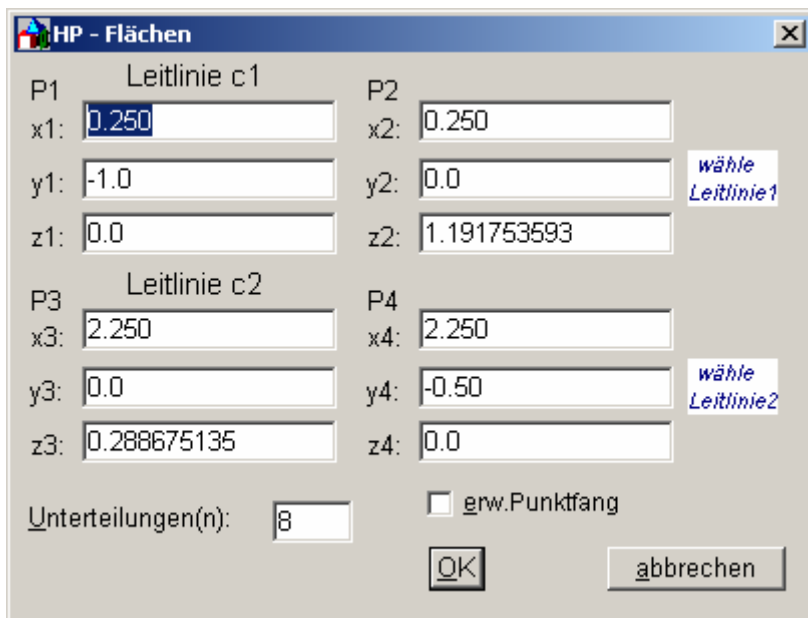 HP - Flächen
Leitlinie c1
P1 P2
x1: 0.250 x2: 0.250
y1: -1.0 y2: 0.0 wähle
Leitlinie1
z1: 0.0 z2: 1.191753593
Leitlinie c2
P3 P4
x3: 2.250 x4: 2.250
y3: 0.0 y4: -0.50 wähle
Leitlinie2
z3: 0.288675135 z4: 0.0
Unterteilungen(n): 8 erw.Punktfang
OK abbrechen